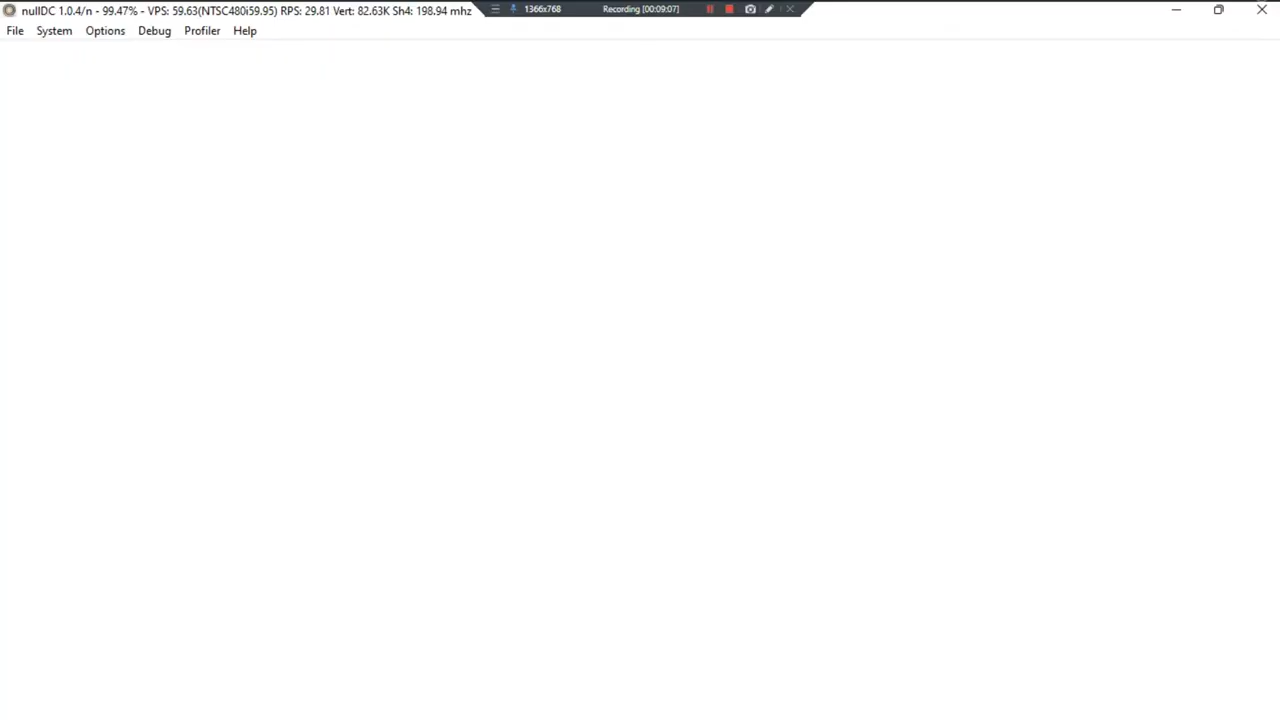 nullDC 1.0.4/n - 99.47% - VPS: 59.63(NTSC480i59.95) RPS: 29.81 Vert: 82.63K Sh4: 198.94 mhz
1366x768 Recording [00:09:07]
File System Options Debug Profiler Help